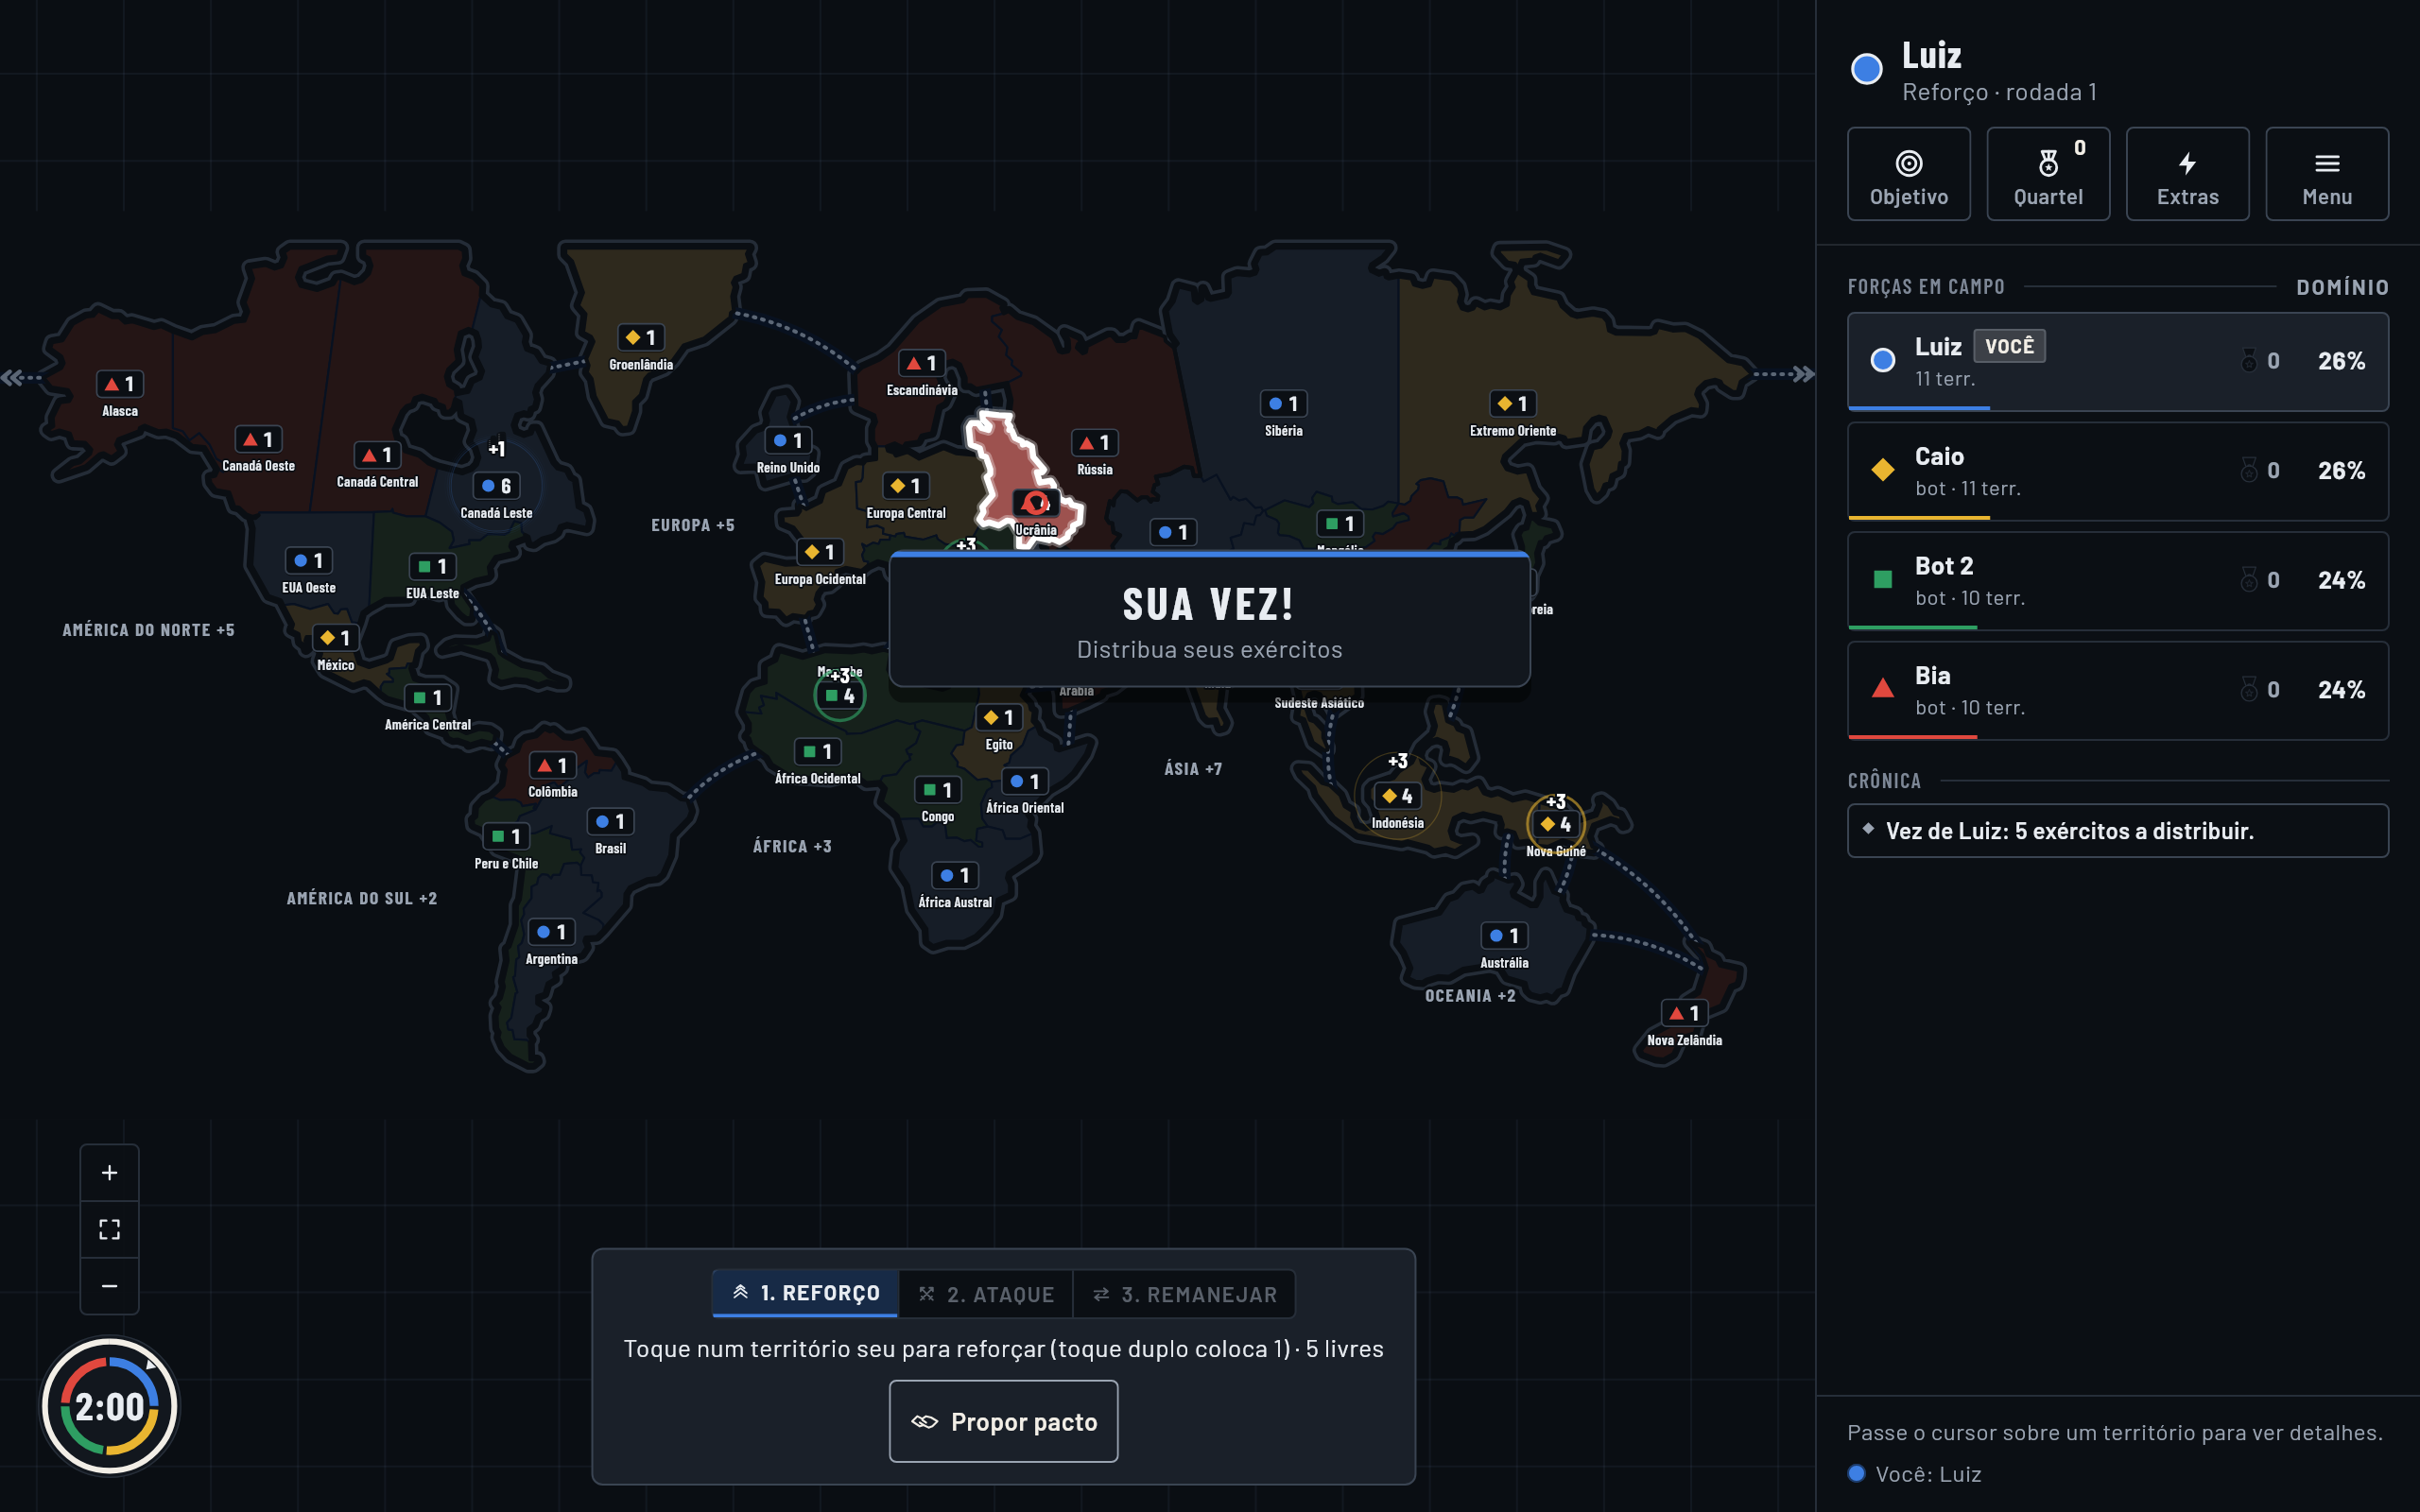 Luiz
Reforço · rodada 1
0
Objetivo
Quartel
Extras
Menu
FORÇAS EM CAMPO
DOMÍNIO
Luiz VOCÊ
11 terr.
0 26%
Caio
bot · 11 terr.
0 26%
Bot 2
bot · 10 terr.
0 24%
Bia
bot · 10 terr.
0 24%
CRÔNICA
Vez de Luiz: 5 exércitos a distribuir.
Passe o cursor sobre um território para ver detalhes.
Você: Luiz
1
Groenlândia
1
Alasca
1
Escandinávia
1
Sibéria
1
Extremo Oriente
1
Canadá Oeste
1
Canadá Central
+1
6
Canadá Leste
1
Reino Unido
1
Rússia
1
Europa Central
Ucrânia
EUROPA +5
1
1
+3
1
EUA Oeste
1
EUA Leste
1
Europa Ocidental
AMÉRICA DO NORTE +5
SUA VEZ!
Distribua seus exércitos
1
México
+3
4
1
América Central
Sudeste Asiático
1
Egito
1
África Ocidental
ÁSIA +7
1
Colômbia
1
Congo
1
África Oriental
+3
4
Indonésia
+3
4
Nova Guiné
1
Brasil
1
Peru e Chile
ÁFRICA +3
1
África Austral
AMÉRICA DO SUL +2
1
Argentina
1
Austrália
OCEANIA +2
1
Nova Zelândia
+
−
2:00
1. REFORÇO
2. ATAQUE
3. REMANEJAR
Toque num território seu para reforçar (toque duplo coloca 1) · 5 livres
Propor pacto